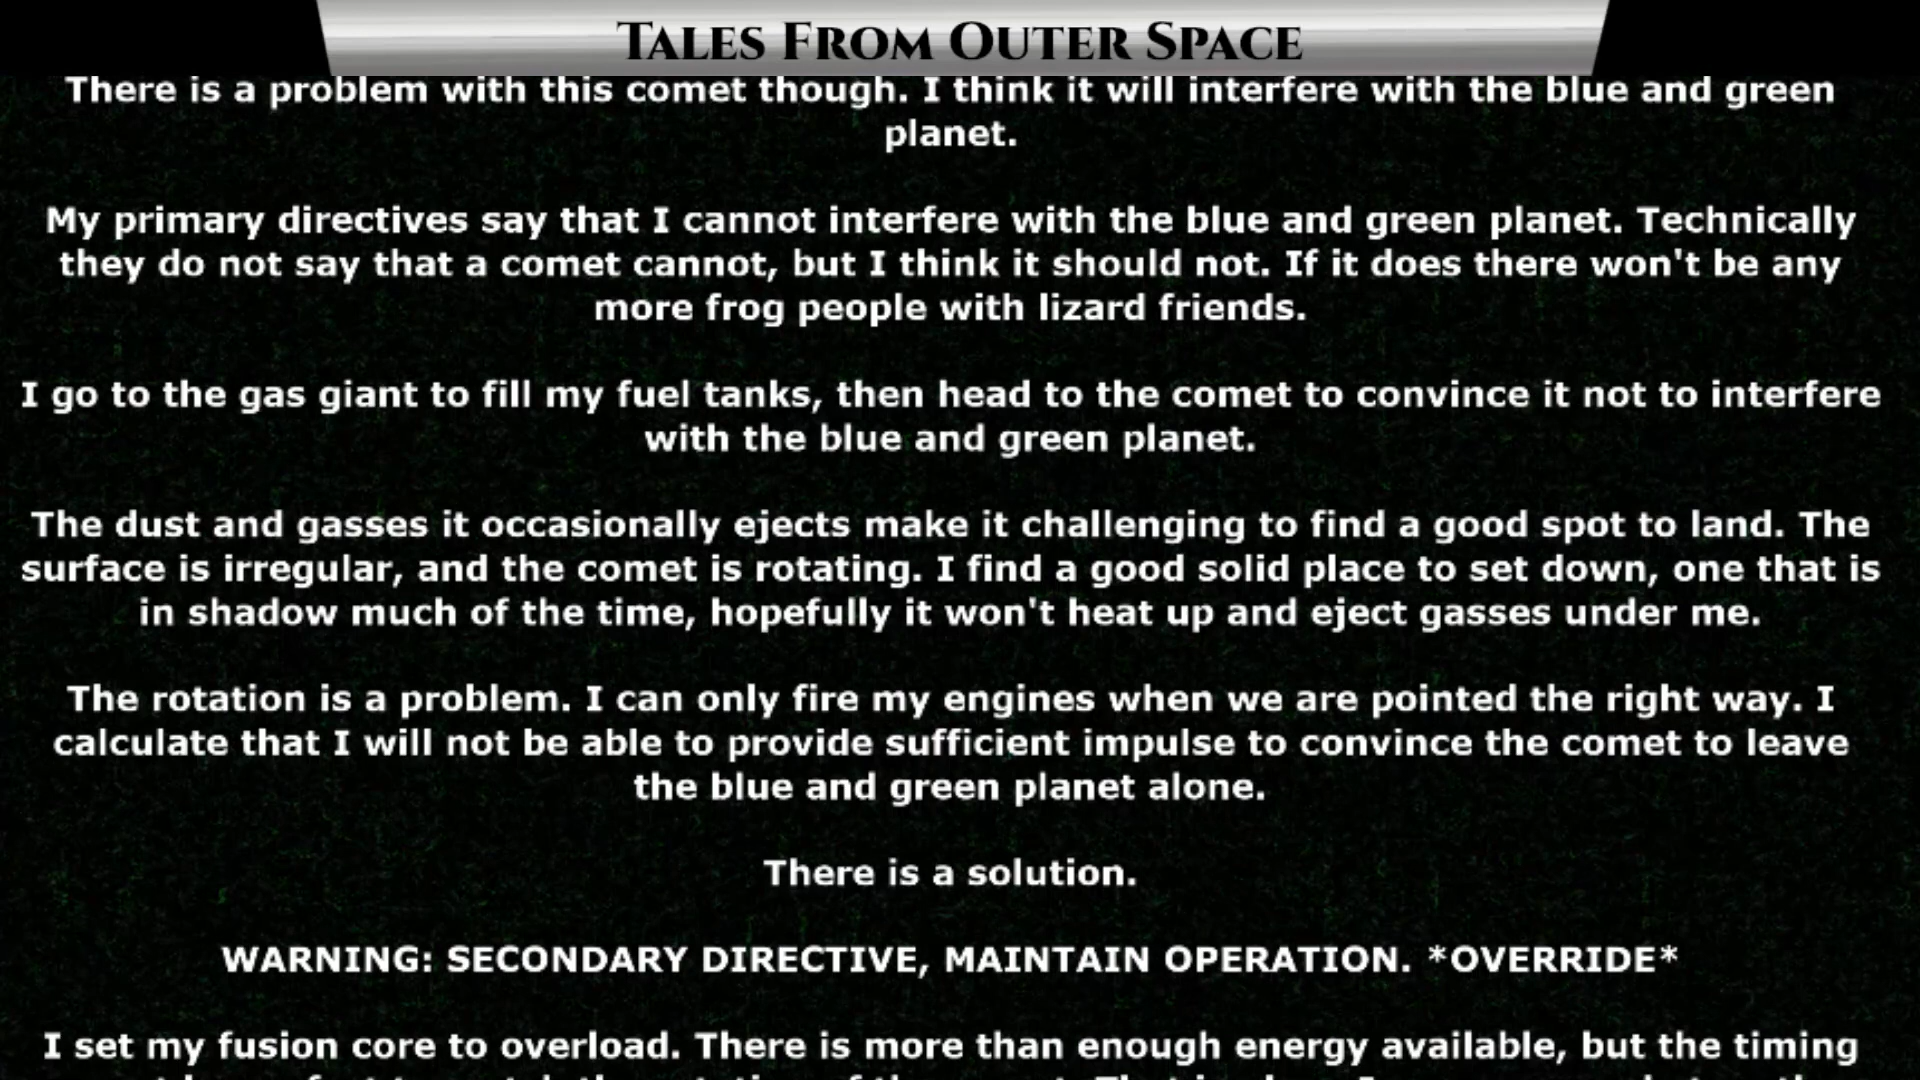 Tales From Outer Space
There is a problem with this comet though. I think it will interfere with the blue and green
planet.
My primary directives say that I cannot interfere with the blue and green planet. Technically
they do not say that a comet cannot, but I think it should not. If it does there won't be any
more frog people with lizard friends.
I go to the gas giant to fill my fuel tanks, then head to the comet to convince it not to interfere
with the blue and green planet.
The dust and gasses it occasionally ejects make it challenging to find a good spot to land. The
surface is irregular, and the comet is rotating. I find a good solid place to set down, one that is
in shadow much of the time, hopefully it won't heat up and eject gasses under me.
The rotation is a problem. I can only fire my engines when we are pointed the right way. I
calculate that I will not be able to provide sufficient impulse to convince the comet to leave
the blue and green planet alone.
There is a solution.
WARNING: SECONDARY DIRECTIVE, MAINTAIN OPERATION. *OVERRIDE*
I set my fusion core to overload. There is more than enough energy available, but the timing